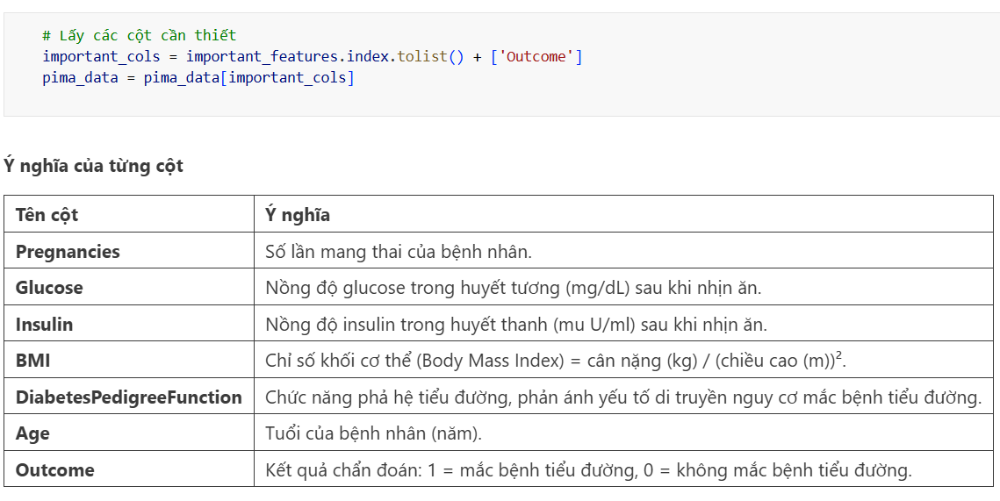 # Lấy các cột cần thiết
important_cols = important_features.index.tolist() + ['Outcome']
pima_data = pima_data[important_cols]
Ý nghĩa của từng cột
Tên cột Ý nghĩa
Pregnancies Số lần mang thai của bệnh nhân.
Glucose Nồng độ glucose trong huyết tương (mg/dL) sau khi nhịn ăn.
Insulin Nồng độ insulin trong huyết thanh (mu U/ml) sau khi nhịn ăn.
BMI Chỉ số khối cơ thể (Body Mass Index) = cân nặng (kg) / (chiều cao (m))².
DiabetesPedigreeFunction Chức năng phả hệ tiểu đường, phản ánh yếu tố di truyền nguy cơ mắc bệnh tiểu đường.
Age Tuổi của bệnh nhân (năm).
Outcome Kết quả chẩn đoán: 1 = mắc bệnh tiểu đường, 0 = không mắc bệnh tiểu đường.